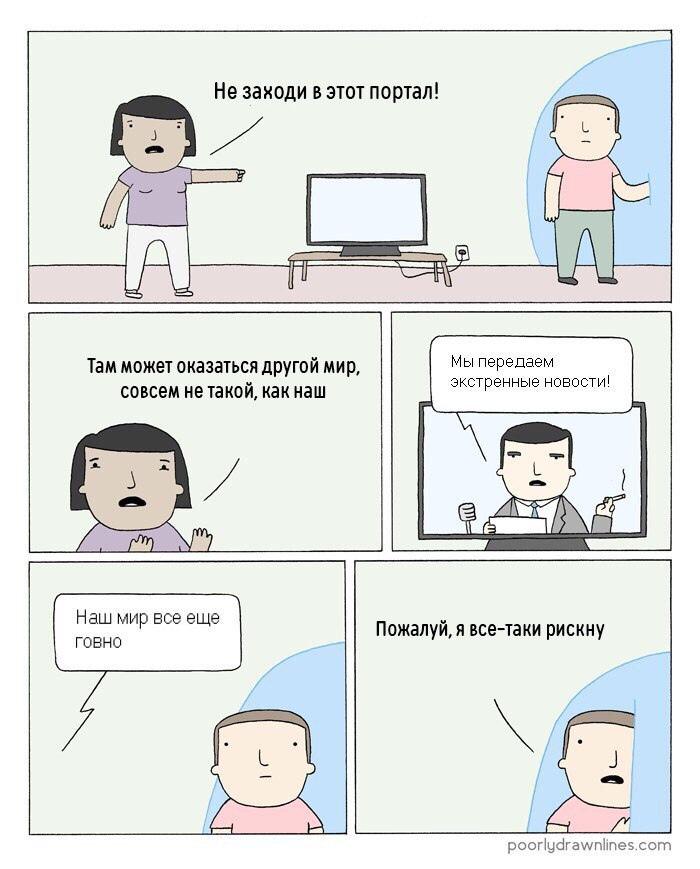 Не заходи в этот портал!
Там может оказаться другой мир,
совсем не такой, как наш
Мы передаем
экстренные новости!
Наш мир все еще
говно
Пожалуй, я все-таки рискну
poorlydrawnlines.com